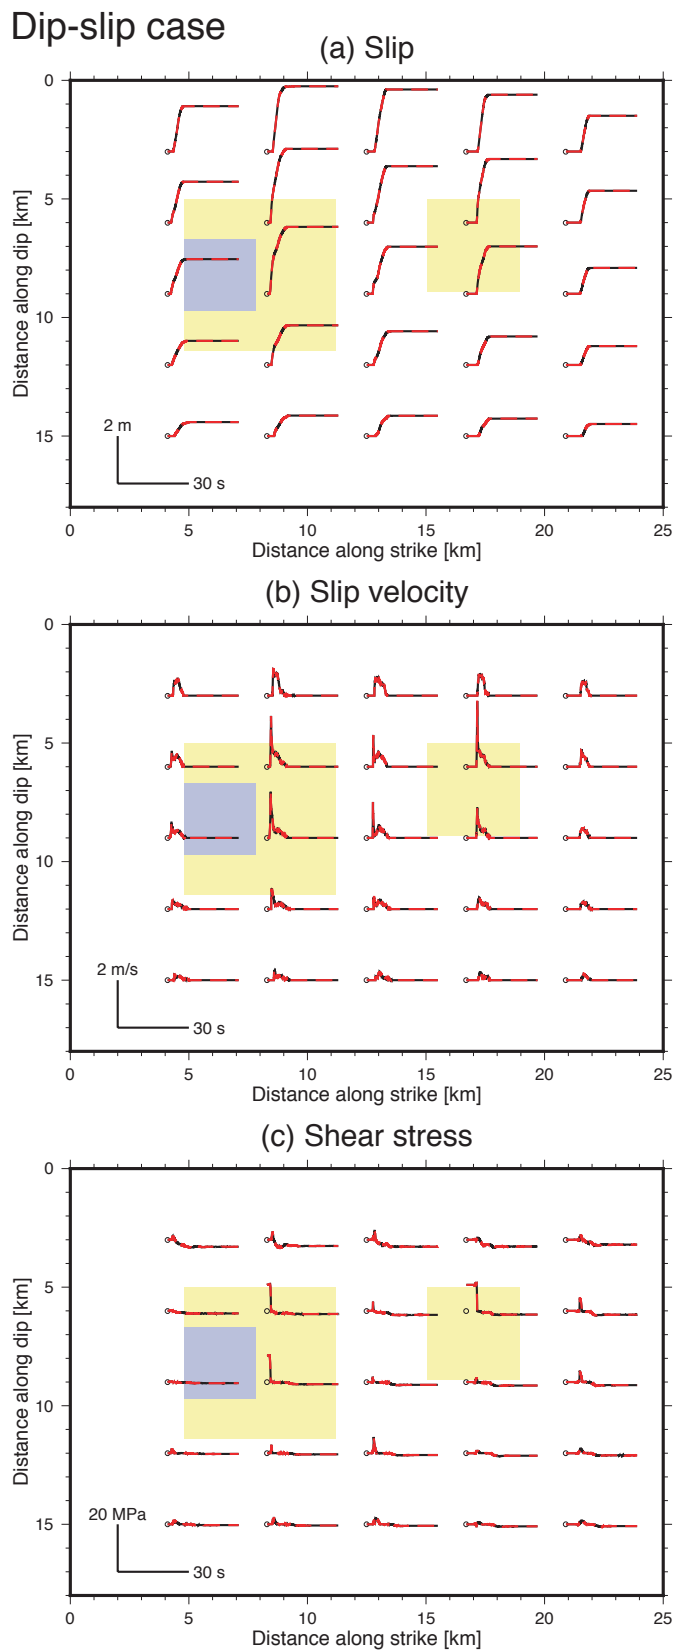 Dip-slip case
(a) Slip
0
5
10
15
Distance along dip [km]
2 m
30 s
0 5 10 15 20 25
Distance along strike [km]
(b) Slip velocity
0
5
10
15
Distance along dip [km]
2 m/s
30 s
0 5 10 15 20 25
Distance along strike [km]
(c) Shear stress
0
5
10
15
Distance along dip [km]
20 MPa
30 s
0 5 10 15 20 25
Distance along strike [km]